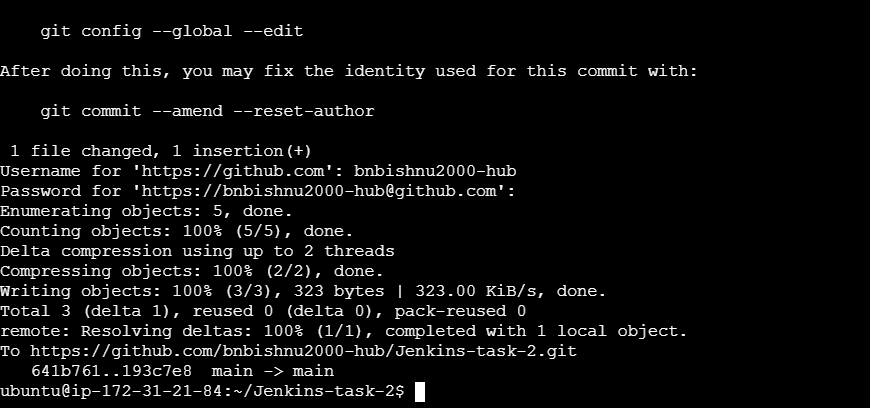 git config --global --edit
After doing this, you may fix the identity used for this commit with:
    git commit --amend --reset-author
 1 file changed, 1 insertion(+)
Username for 'https://github.com': bnbishnu2000-hub
Password for 'https://bnbishnu2000-hub@github.com':
Enumerating objects: 5, done.
Counting objects: 100% (5/5), done.
Delta compression using up to 2 threads
Compressing objects: 100% (2/2), done.
Writing objects: 100% (3/3), 323 bytes | 323.00 KiB/s, done.
Total 3 (delta 1), reused 0 (delta 0), pack-reused 0
remote: Resolving deltas: 100% (1/1), completed with 1 local object.
To https://github.com/bnbishnu2000-hub/Jenkins-task-2.git
   641b761..193c7e8  main -> main
ubuntu@ip-172-31-21-84:~/Jenkins-task-2$